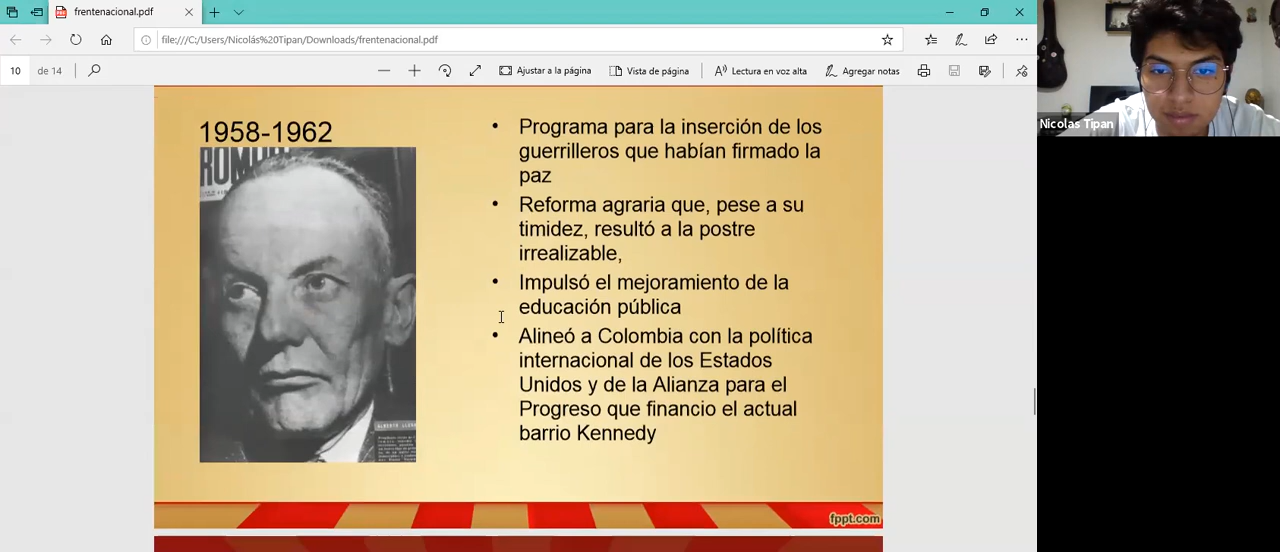 frentenacional.pdf
file:///C:/Users/Nicolás%20Tipan/Downloads/frentenacional.pdf
10 de 14
Ajustar a la página
Vista de página
Lectura en voz alta
Agregar notas
Nicolas Tipan
1958-1962
• Programa para la inserción de los
guerrilleros que habían firmado la
paz
• Reforma agraria que, pese a su
timidez, resultó a la postre
irrealizable,
• Impulsó el mejoramiento de la
educación pública
• Alineó a Colombia con la política
internacional de los Estados
Unidos y de la Alianza para el
Progreso que financio el actual
barrio Kennedy
fppt.com